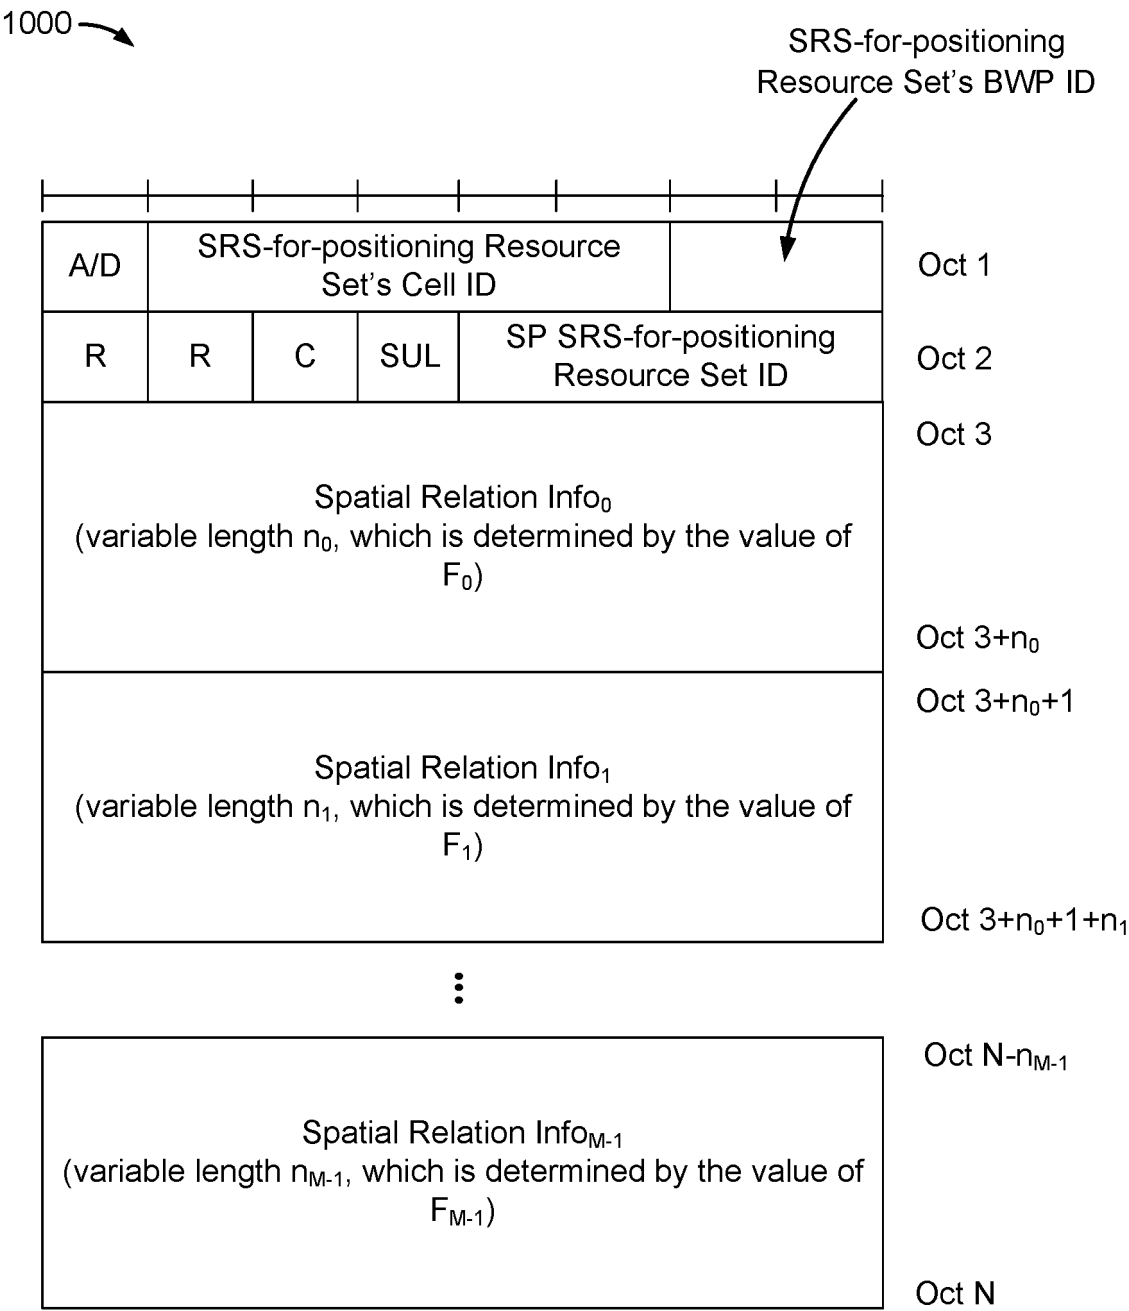 1000
SRS-for-positioning
Resource Set's BWP ID
A/D
SRS-for-positioning Resource
Set's Cell ID
Oct 1
R
R
C
SUL
SP SRS-for-positioning
Resource Set ID
Oct 2
Oct 3
Spatial Relation Info₀
(variable length n₀, which is determined by the value of
F₀)
Oct 3+n₀
Oct 3+n₀+1
Spatial Relation Info₁
(variable length n₁, which is determined by the value of
F₁)
Oct 3+n₀+1+n₁
Oct N-n_M-1
Spatial Relation Info_M-1
(variable length n_M-1, which is determined by the value of
F_M-1)
Oct N